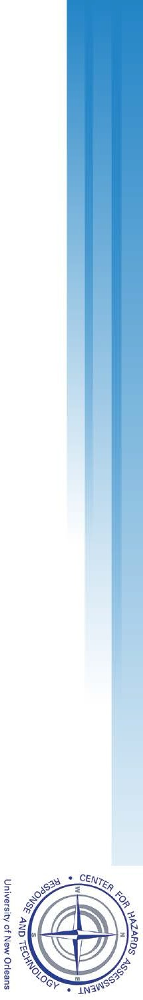 CENTER FOR HAZARDS ASSESSMENT • RESPONSE AND TECHNOLOGY •
N
E
S
W
University of New Orleans